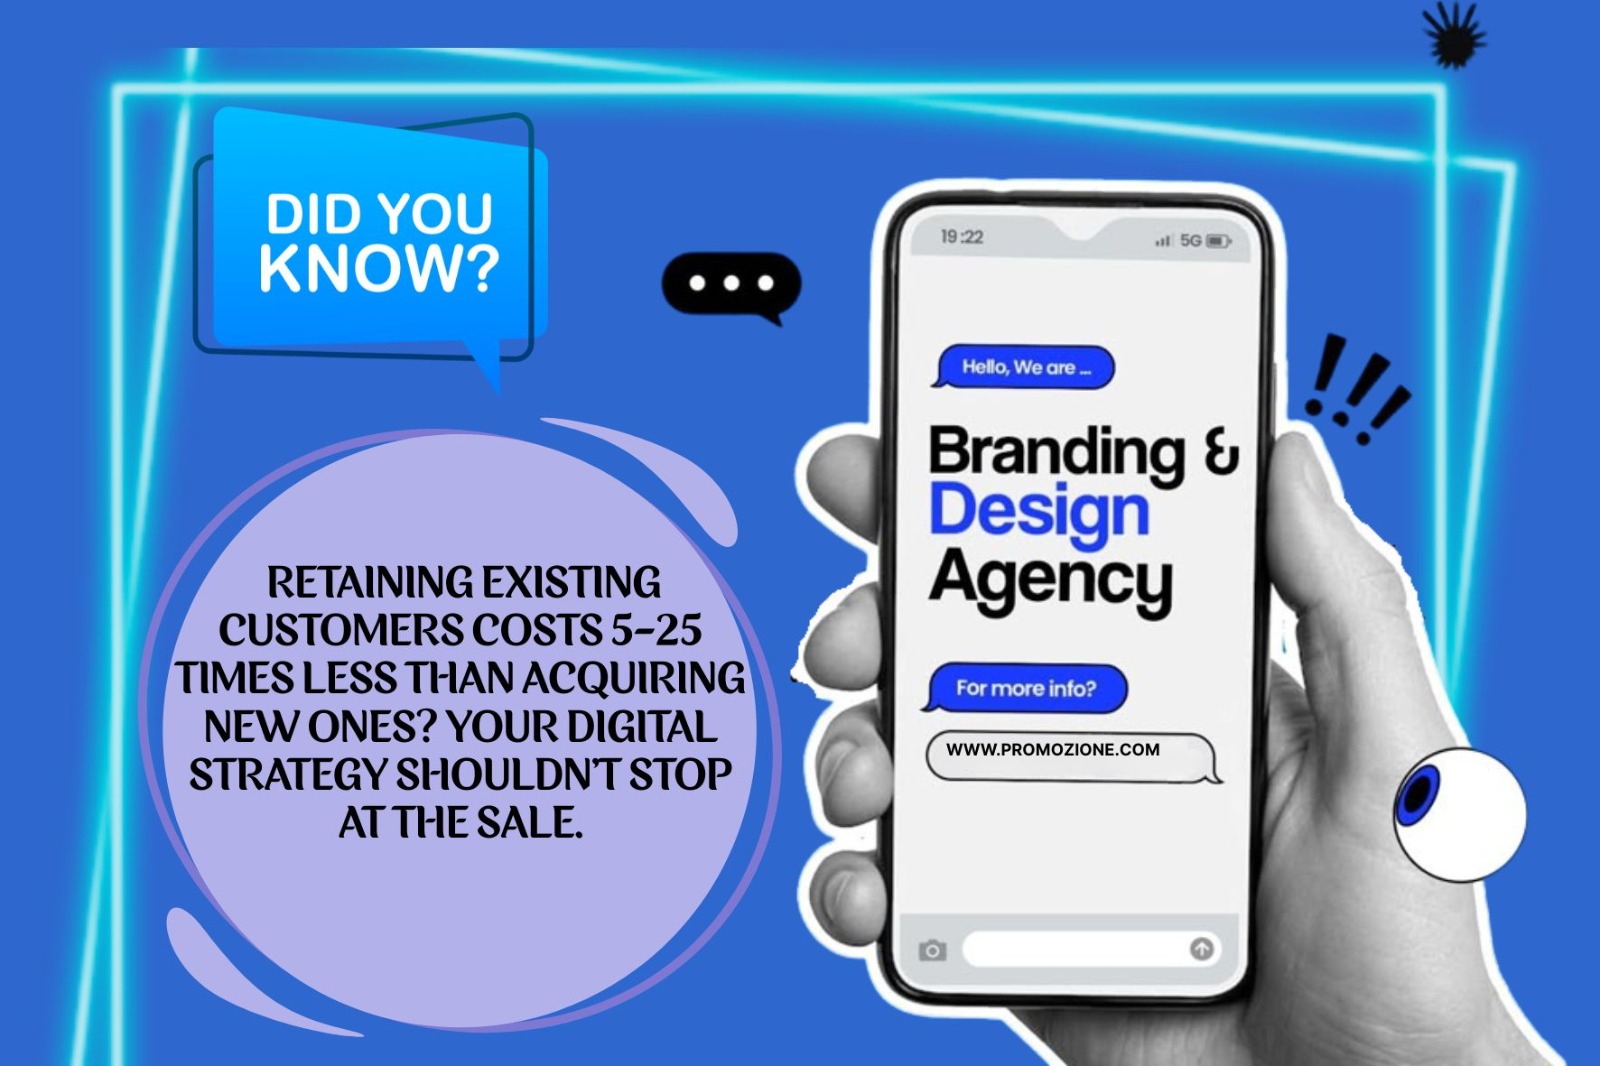 DID YOU
KNOW?
RETAINING EXISTING
CUSTOMERS COSTS 5-25
TIMES LESS THAN ACQUIRING
NEW ONES? YOUR DIGITAL
STRATEGY SHOULDN'T STOP
AT THE SALE.
19:22
5G
Hello, We are ...
Branding &
Design
Agency
For more info?
WWW.PROMOZIONE.COM
!!!